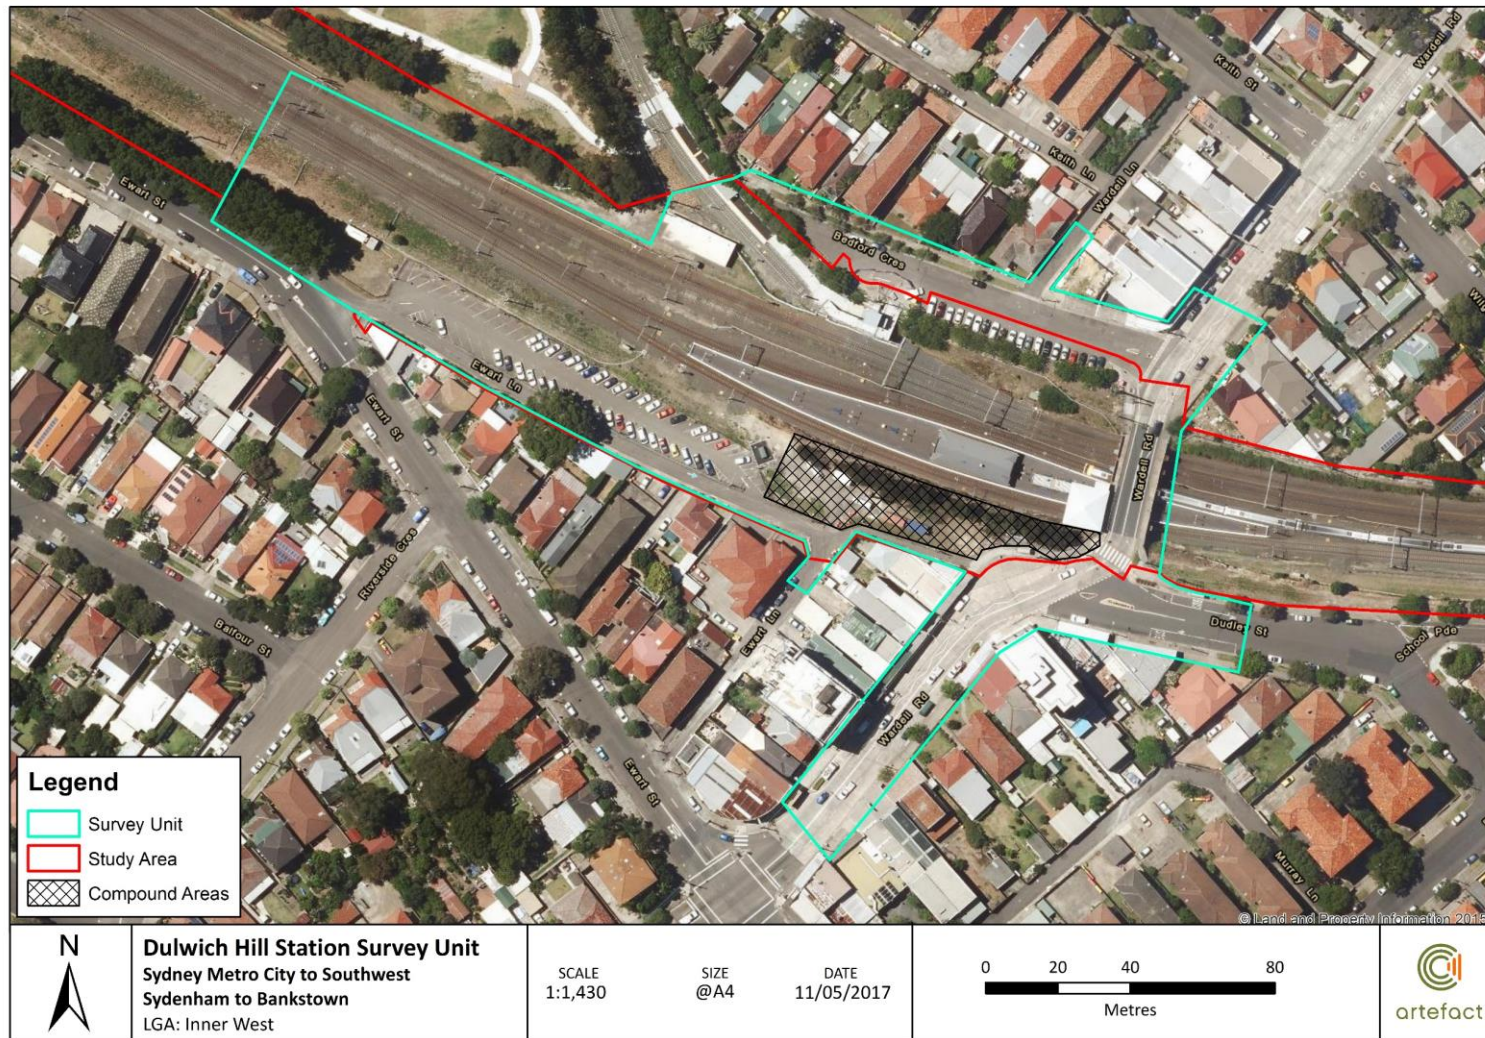 Wardell Rd
Keith St
Keith Ln
Wardell Ln
Ewart St
Bedford Cres
Ewart Ln
Ewart St
Wardell Rd
Riverside Cres
Balfour St
Ewart Ln
Dudley St
School Pde
Wardell Rd
Ewart St
Murray Ln
© Land and Property Information 2015
Legend
Survey Unit
Study Area
Compound Areas
N
Dulwich Hill Station Survey Unit
Sydney Metro City to Southwest
Sydenham to Bankstown
LGA: Inner West
SCALE
1:1,430
SIZE
@A4
DATE
11/05/2017
0 20 40 80
Metres
artefact